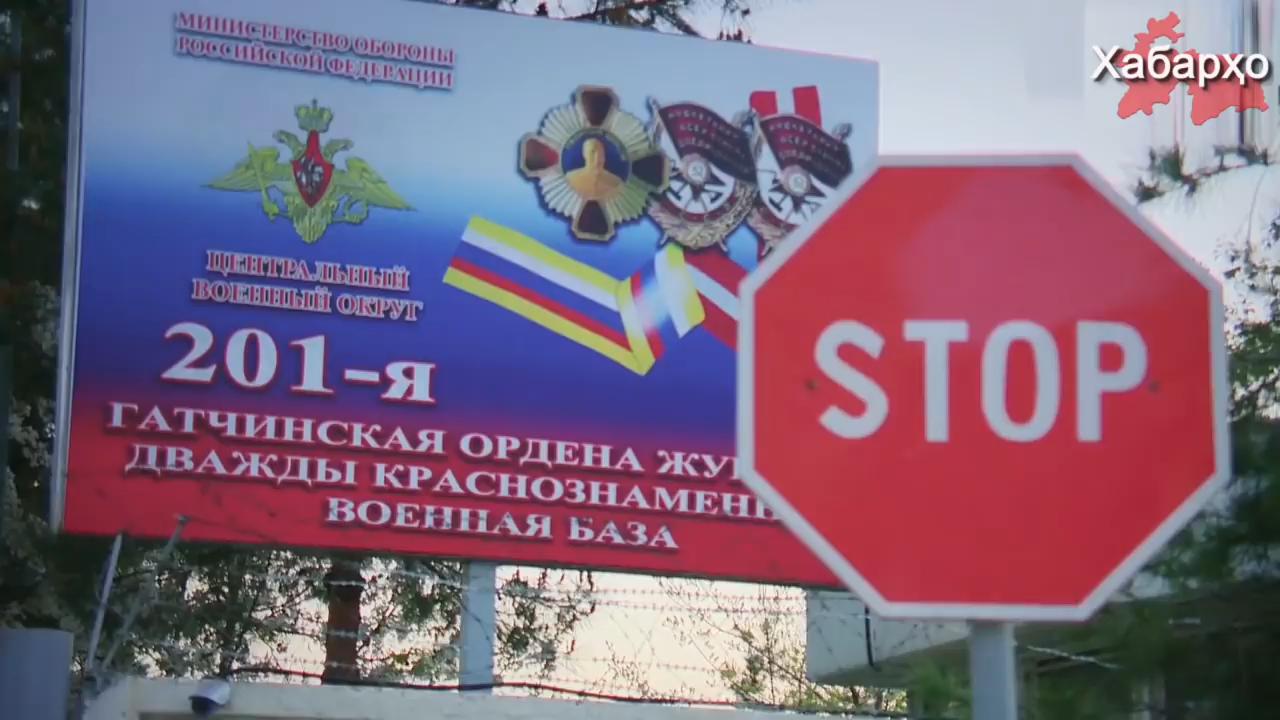 МИНИСТЕРСТВО ОБОРОНЫ
РОССИЙСКОЙ ФЕДЕРАЦИИ
Хабарҳо
ЦЕНТРАЛЬНЫЙ
ВОЕННЫЙ ОКРУГ
201-я
ГАТЧИНСКАЯ ОРДЕНА
ДВАЖДЫ
ВОЕННАЯ БАЗА
STOP